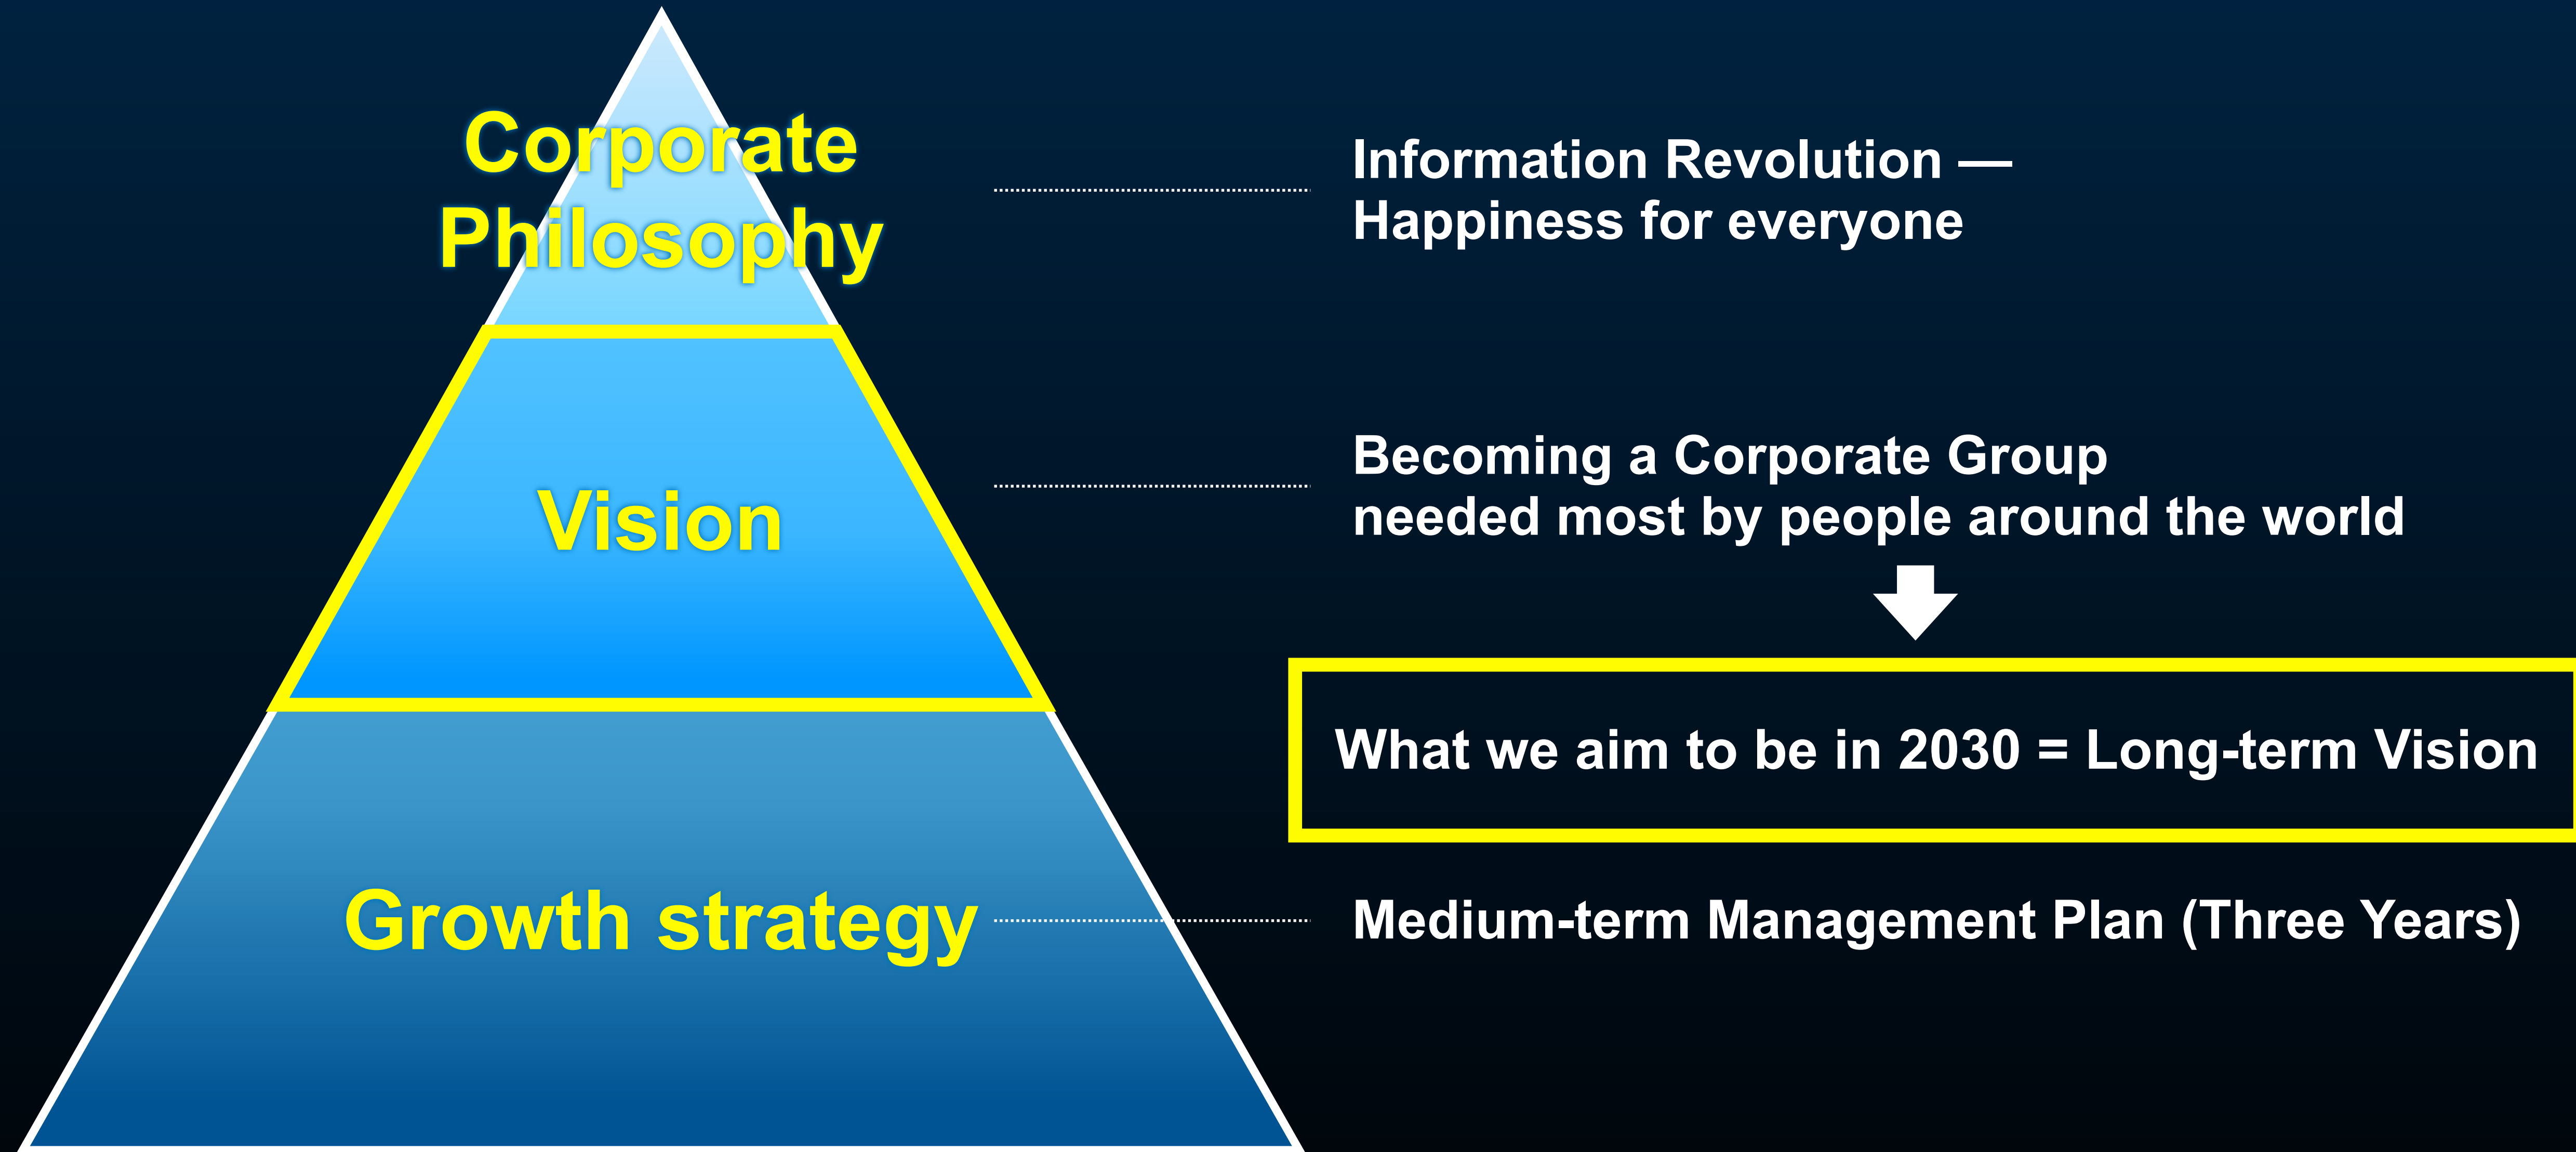 Corporate
Philosophy
Information Revolution —
Happiness for everyone
Vision
Becoming a Corporate Group
needed most by people around the world
What we aim to be in 2030 = Long-term Vision
Growth strategy
Medium-term Management Plan (Three Years)